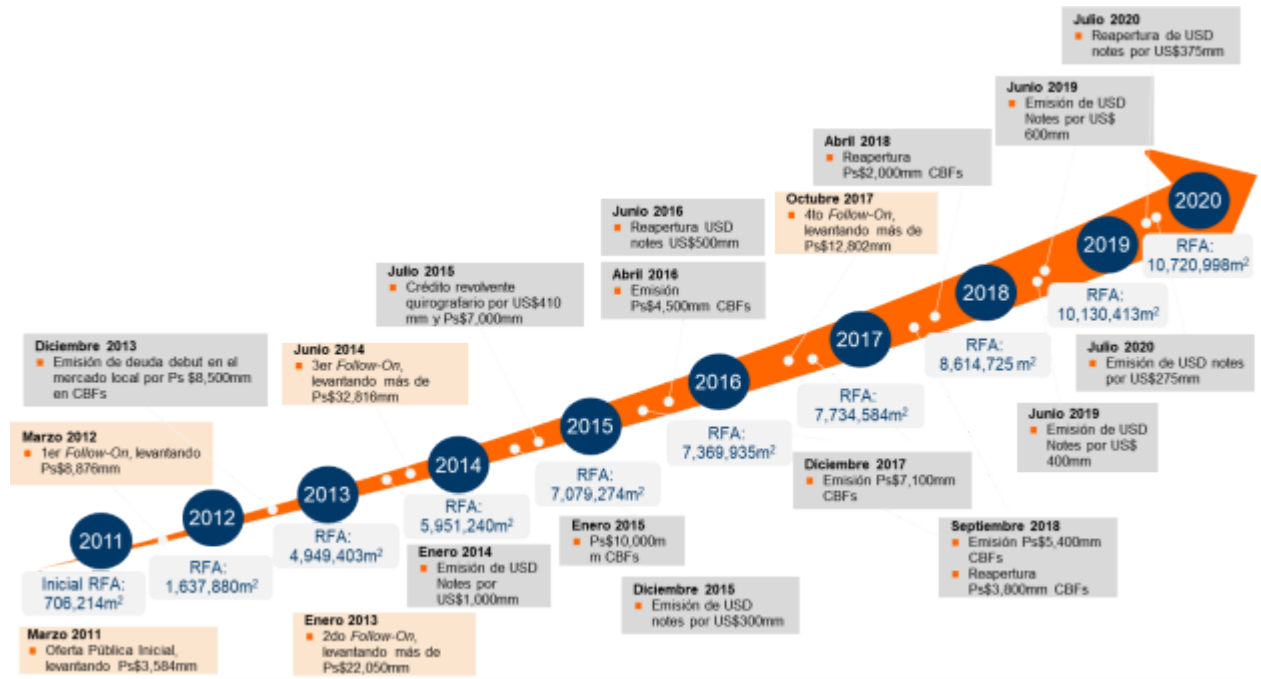 Julio 2020
Reapertura de USD
notes por US$375mm
Junio 2019
Emisión de USD
Notes por US$
600mm
Abril 2018
Reapertura
Ps$2,000mm CBFs
Octubre 2017
4to Follow-On,
levantando más de
Ps$12,802mm
Junio 2016
Reapertura USD
notes US$500mm
Abril 2016
Emisión
Ps$4,500mm CBFs
Julio 2015
Crédito revolvente
quirografario por US$410
mm y Ps$7,000mm
Junio 2014
3er Follow-On,
levantando más de
Ps$32,816mm
Diciembre 2013
Emisión de deuda debut en el
mercado local por Ps $8,500mm
en CBFs
Marzo 2012
1er Follow-On, levantando
Ps$8,876mm
2011
2012
2013
2014
2015
2016
2017
2018
2019
2020
Inicial RFA:
706,214m²
RFA:
1,637,880m²
RFA:
4,949,403m²
RFA:
5,951,240m²
RFA:
7,079,274m²
RFA:
7,369,935m²
RFA:
7,734,584m²
RFA:
8,614,725 m²
RFA:
10,130,413m²
RFA:
10,720,998m²
Marzo 2011
Oferta Pública Inicial,
levantando Ps$3,584mm
Enero 2013
2do Follow-On,
levantando más de
Ps$22,050mm
Enero 2014
Emisión de USD
Notes por
US$1,000mm
Enero 2015
Ps$10,000m
m CBFs
Diciembre 2015
Emisión de USD
notes por US$300mm
Diciembre 2017
Emisión Ps$7,100mm
CBFs
Septiembre 2018
Emisión Ps$5,400mm
CBFs
Reapertura
Ps$3,800mm CBFs
Junio 2019
Emisión de USD
Notes por US$
400mm
Julio 2020
Emisión de USD notes
por US$275mm